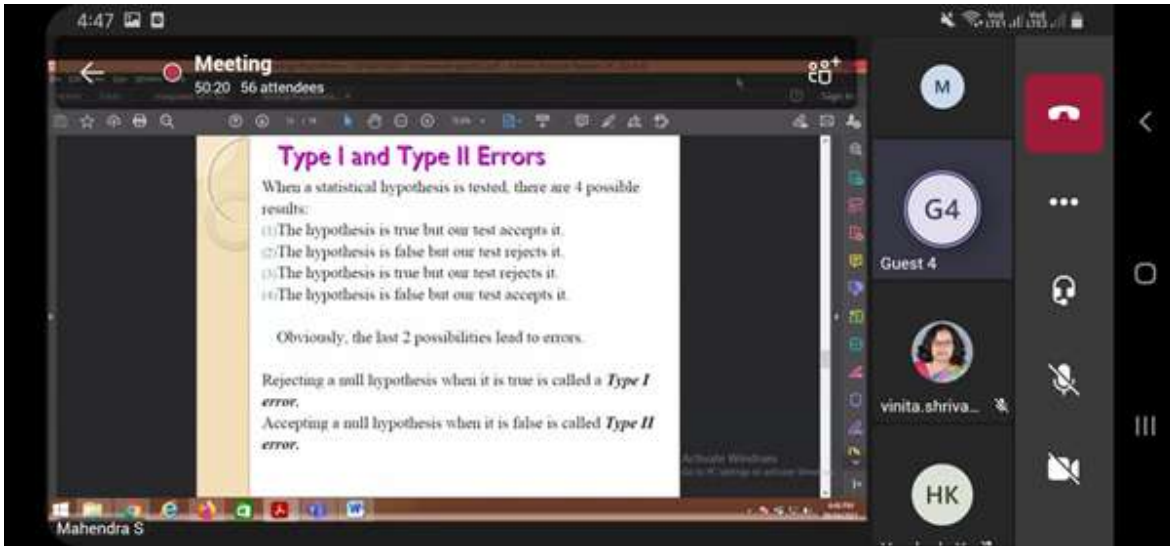 4:47
Meeting
50:20 56 attendees
Type I and Type II Errors
When a statistical hypothesis is tested, there are 4 possible
results:
(1)The hypothesis is true but our test accepts it.
(2)The hypothesis is false but our test rejects it.
(3)The hypothesis is true but our test rejects it.
(4)The hypothesis is false but our test accepts it.
Obviously, the last 2 possibilities lead to errors.
Rejecting a null hypothesis when it is true is called a Type I
error.
Accepting a null hypothesis when it is false is called Type II
error.
Activate Windows
Mahendra S
M
G4
Guest 4
vinita.shriva...
HK